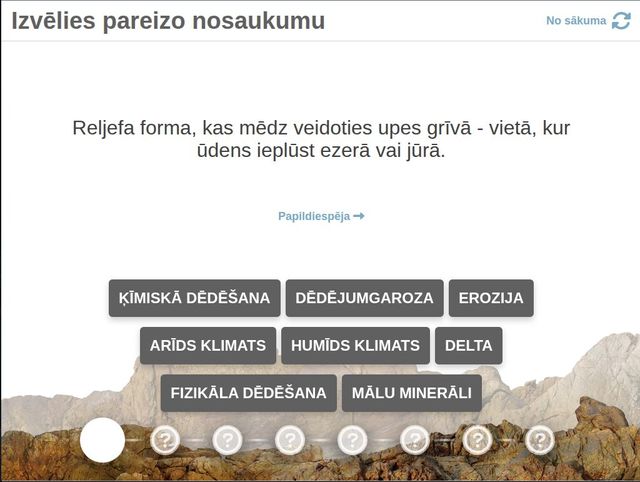 Izvēlies pareizo nosaukumu
No sākuma
Reljefa forma, kas mēdz veidoties upes grīvā - vietā, kur
ūdens ieplūst ezerā vai jūrā.
Papildiespēja
ĶĪMISKĀ DĒDĒŠANA
DĒDĒJUMGAROZA
EROZIJA
ARĪDS KLIMATS
HUMĪDS KLIMATS
DELTA
FIZIKĀLA DĒDĒŠANA
MĀLU MINERĀLI
? ? ? ? ? ? ?